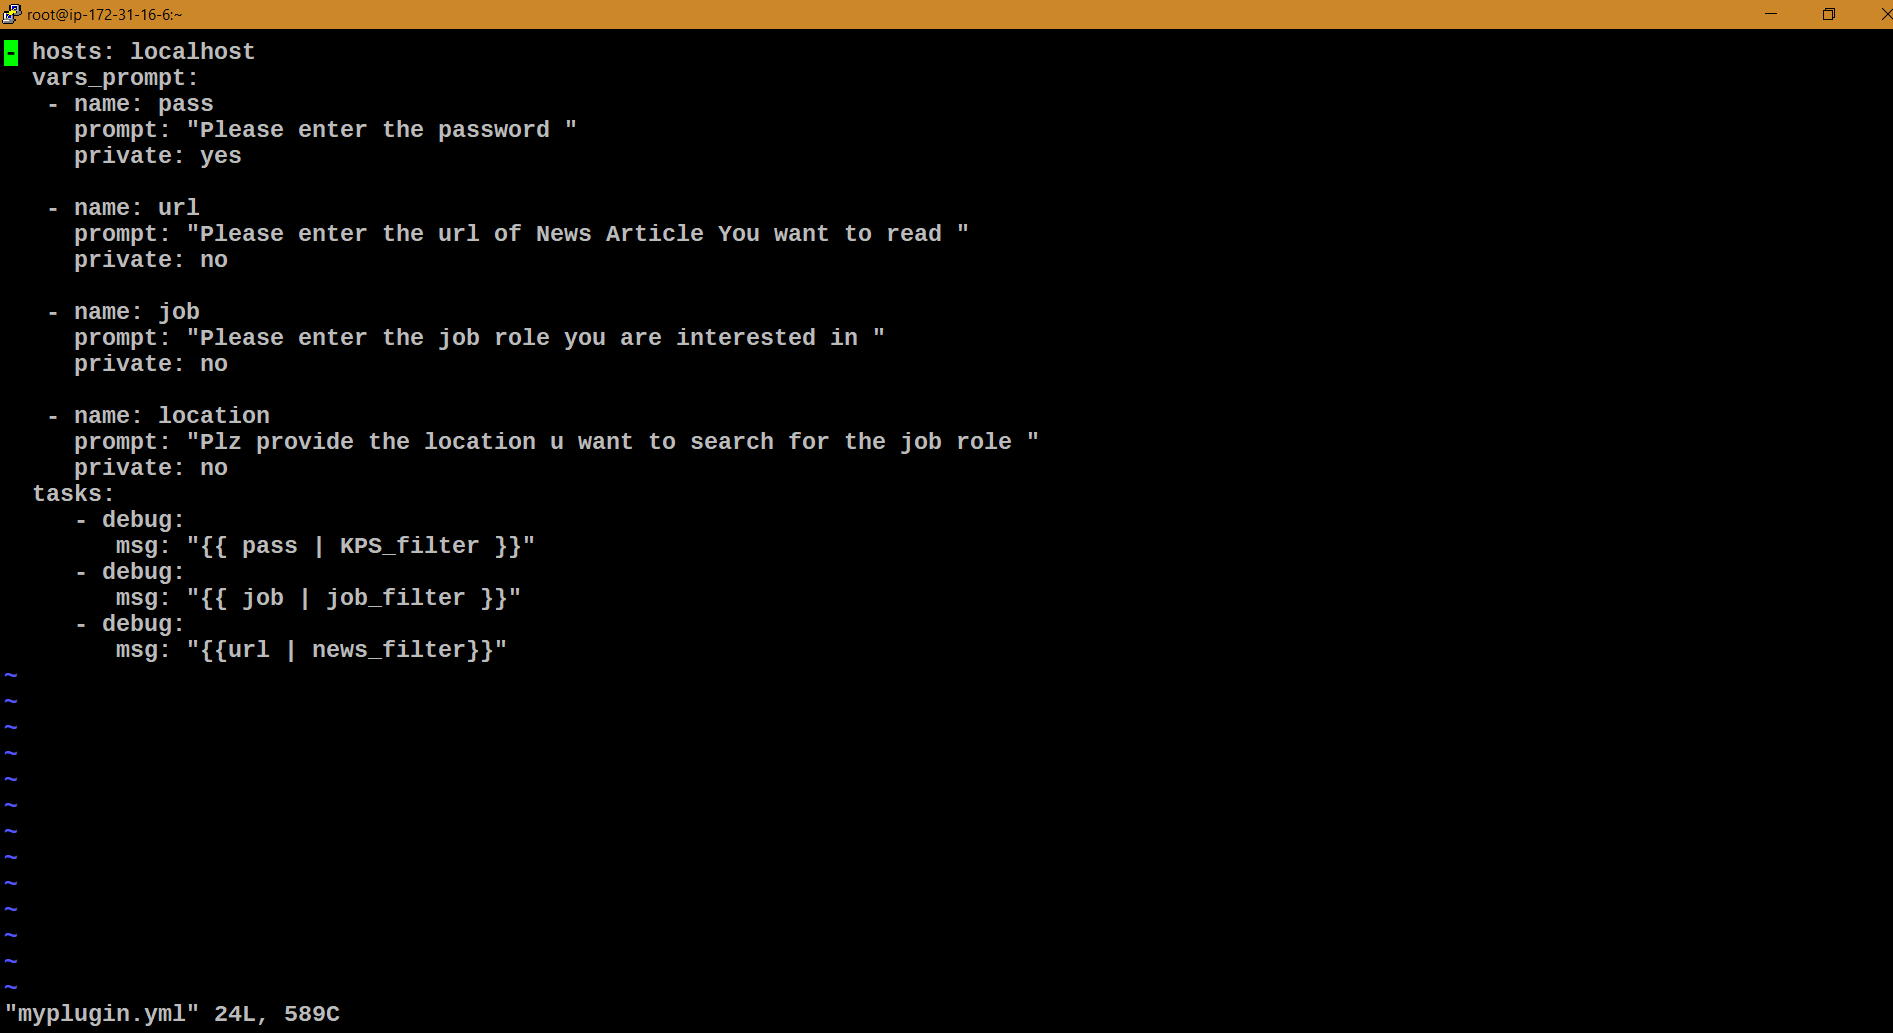 root@ip-172-31-16-6:~
- hosts: localhost
  vars_prompt:
   - name: pass
     prompt: "Please enter the password "
     private: yes

   - name: url
     prompt: "Please enter the url of News Article You want to read "
     private: no

   - name: job
     prompt: "Please enter the job role you are interested in "
     private: no

   - name: location
     prompt: "Plz provide the location u want to search for the job role "
     private: no
  tasks:
     - debug:
        msg: "{{ pass | KPS_filter }}"
     - debug:
        msg: "{{ job | job_filter }}"
     - debug:
        msg: "{{url | news_filter}}"
~
~
~
~
~
~
~
~
~
~
~
~
~
"myplugin.yml" 24L, 589C